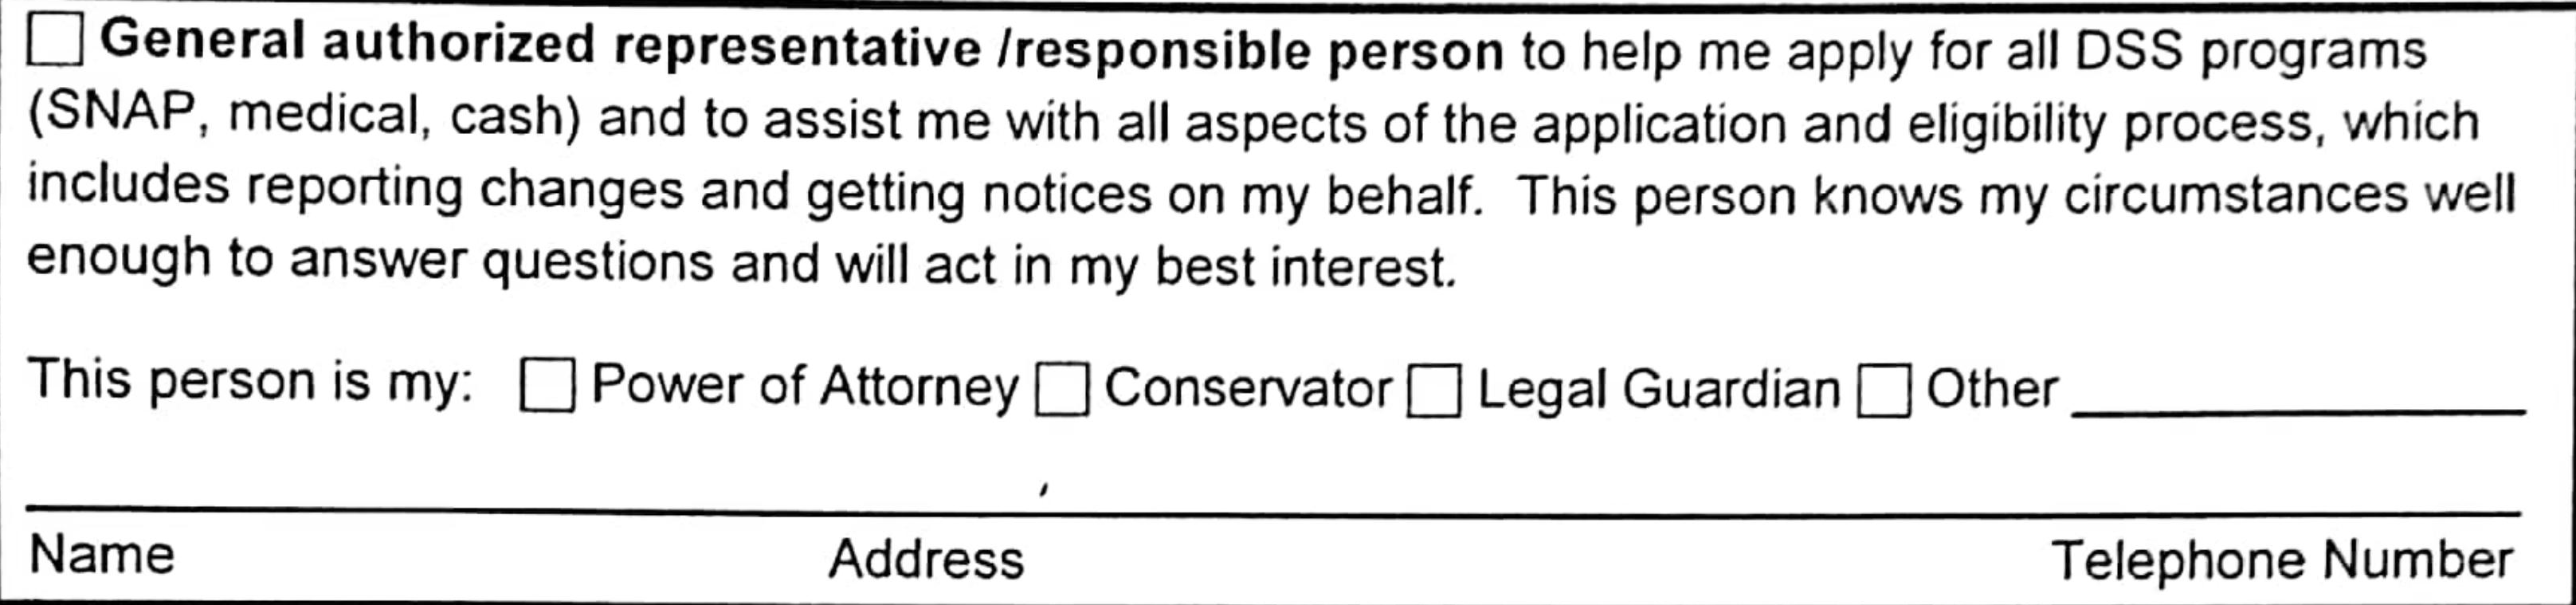 ☐ General authorized representative /responsible person to help me apply for all DSS programs
(SNAP, medical, cash) and to assist me with all aspects of the application and eligibility process, which
includes reporting changes and getting notices on my behalf.  This person knows my circumstances well
enough to answer questions and will act in my best interest.
This person is my: ☐ Power of Attorney ☐ Conservator ☐ Legal Guardian ☐ Other ____________
Name Address Telephone Number